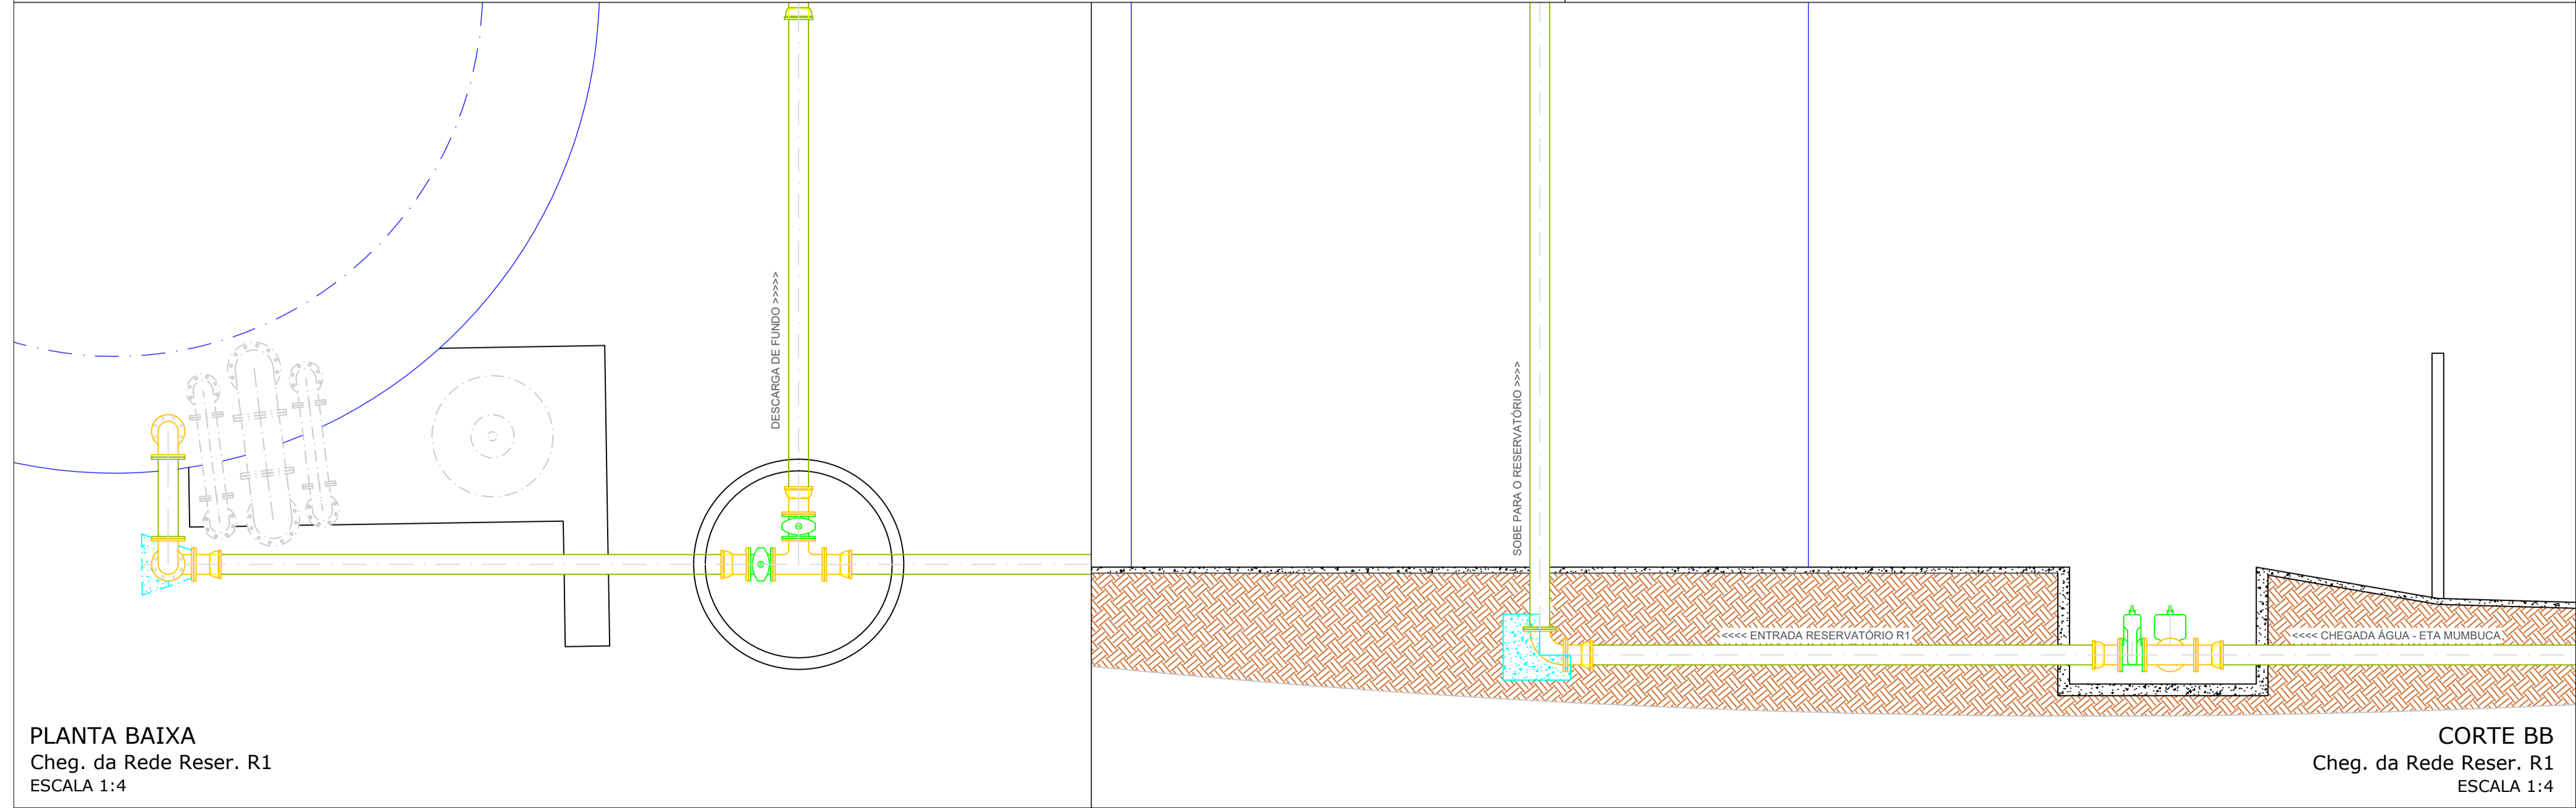 DESCARGA DE FUNDO >>>>>
PLANTA BAIXA
Cheg. da Rede Reser. R1
ESCALA 1:4
SOBE PARA O RESERVATÓRIO >>>>
<<<< ENTRADA RESERVATÓRIO R1
<<<< CHEGADA ÁGUA - ETA MUMBUCA
CORTE BB
Cheg. da Rede Reser. R1
ESCALA 1:4